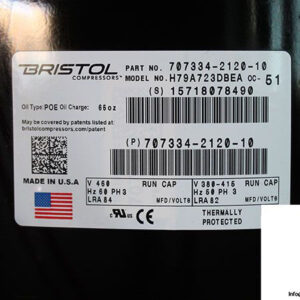 BRISTOL
COMPRESSORS
PART NO. 707334-2120-10
MODEL NO. H79A723DBEA OC- 51
(S) 15718078490
Oil Type: POE Oil Charge: 65oz
May be covered by patents at:
bristolcompressors.com/patent
(P) 707334-2120-10
MADE IN U.S.A
V 460 RUN CAP
Hz 60 PH 3
LRA 84 MFD/VOLTS
V 380-415 RUN CAP
Hz 50 PH 3
LRA 82 MFD/VOLTS
THERMALLY
PROTECTED